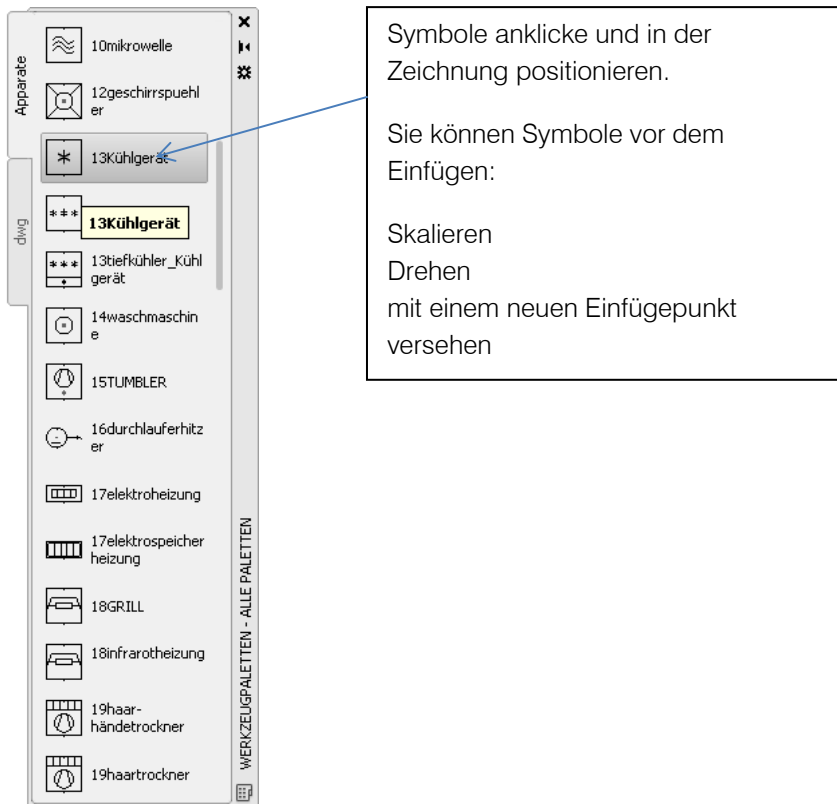 Apparate
dwg
10mikrowelle
12geschirrspuehl
er
13Kühlgerät
13Kühlgerät
13tiefkühler_Kühl
gerät
14waschmaschin
e
15TUMBLER
16durchlauferhitz
er
17elektroheizung
17elektrospeicher
heizung
18GRILL
18infrarotheizung
19haar-
händetrockner
19haartrockner
WERKZEUGPALETTEN - ALLE PALETTEN
Symbole anklicke und in der
Zeichnung positionieren.
Sie können Symbole vor dem
Einfügen:
Skalieren
Drehen
mit einem neuen Einfügepunkt
versehen